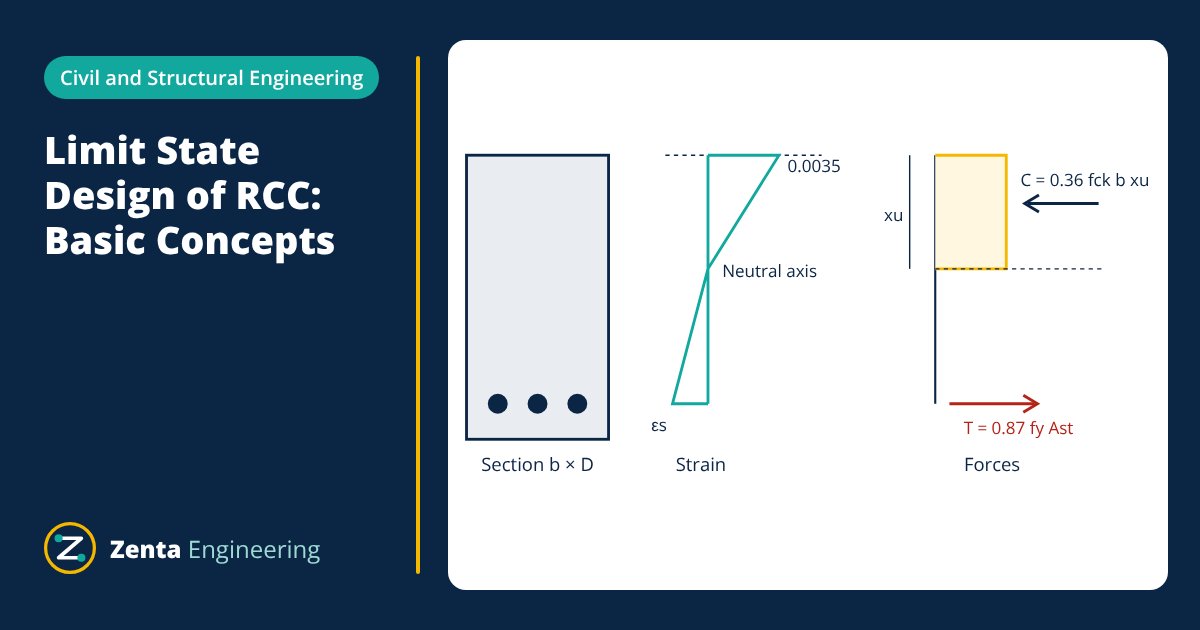 Civil and Structural Engineering
Limit State
Design of RCC:
Basic Concepts
Zenta Engineering
0.0035
C = 0.36 fck b xu
xu
Neutral axis
εs
T = 0.87 fy Ast
Section b × D
Strain
Forces